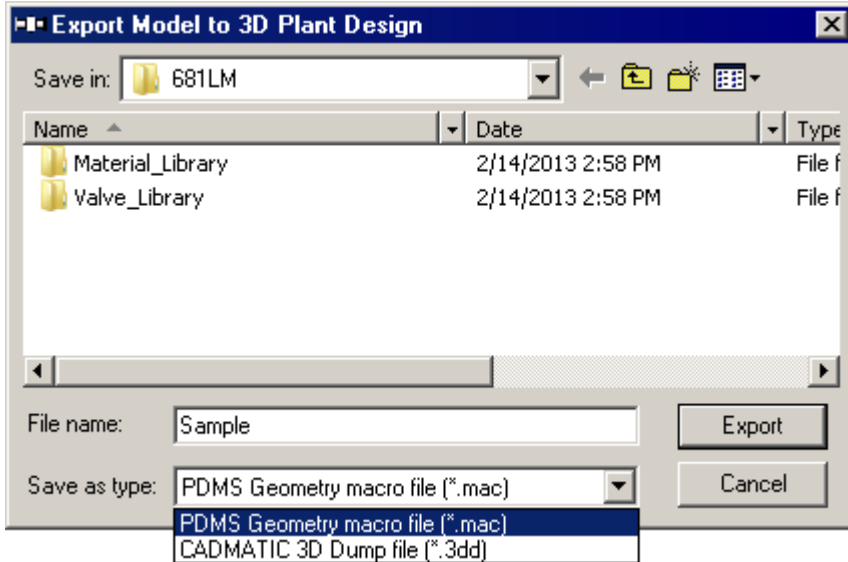 Export Model to 3D Plant Design
Save in: 681LM
Name Date Type
Material_Library 2/14/2013 2:58 PM File f
Valve_Library 2/14/2013 2:58 PM File f
File name: Sample Export
Save as type: PDMS Geometry macro file (*.mac) Cancel
PDMS Geometry macro file (*.mac)
CADMATIC 3D Dump file (*.3dd)